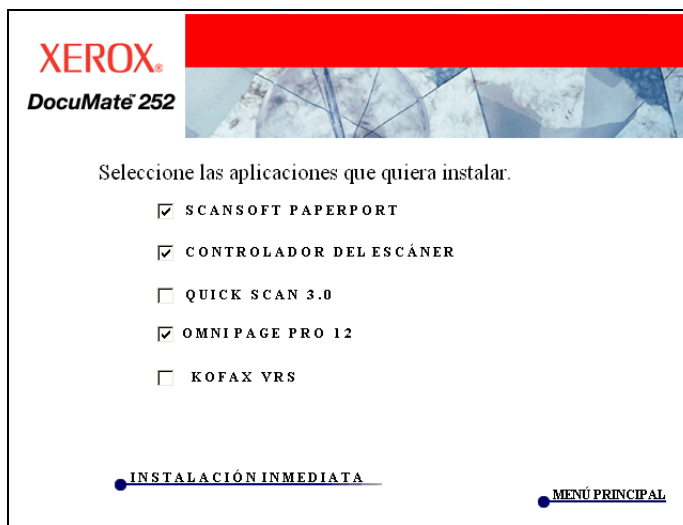 XEROX®
DocuMate™ 252
Seleccione las aplicaciones que quiera instalar.
SCANSOFT PAPERPORT
CONTROLADOR DEL ESCÁNER
QUICK SCAN 3.0
OMNIPAGE PRO 12
KOFAX VRS
INSTALACIÓN INMEDIATA
MENÚ PRINCIPAL